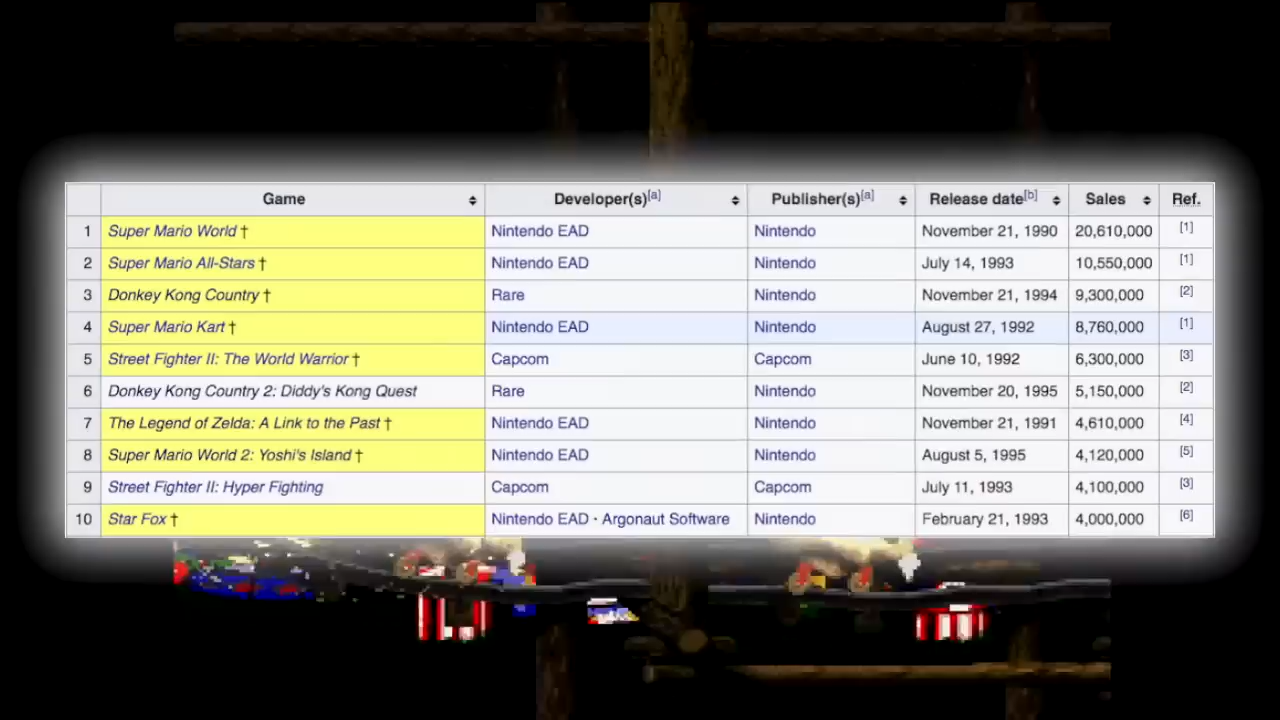 Game Developer(s)[a] Publisher(s)[a] Release date[b] Sales Ref.
1 Super Mario World † Nintendo EAD Nintendo November 21, 1990 20,610,000 [1]
2 Super Mario All-Stars † Nintendo EAD Nintendo July 14, 1993 10,550,000 [1]
3 Donkey Kong Country † Rare Nintendo November 21, 1994 9,300,000 [2]
4 Super Mario Kart † Nintendo EAD Nintendo August 27, 1992 8,760,000 [1]
5 Street Fighter II: The World Warrior † Capcom Capcom June 10, 1992 6,300,000 [3]
6 Donkey Kong Country 2: Diddy's Kong Quest Rare Nintendo November 20, 1995 5,150,000 [2]
7 The Legend of Zelda: A Link to the Past † Nintendo EAD Nintendo November 21, 1991 4,610,000 [4]
8 Super Mario World 2: Yoshi's Island † Nintendo EAD Nintendo August 5, 1995 4,120,000 [5]
9 Street Fighter II: Hyper Fighting Capcom Capcom July 11, 1993 4,100,000 [3]
10 Star Fox † Nintendo EAD · Argonaut Software Nintendo February 21, 1993 4,000,000 [6]